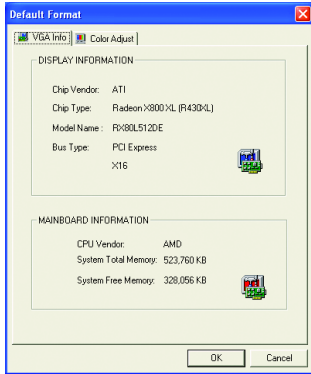 Default Format
VGA Info Color Adjust
DISPLAY INFORMATION
Chip Vendor: ATI
Chip Type: Radeon X800 XL (R430XL)
Model Name : RX80L512DE
Bus Type: PCI Express
X16
MAINBOARD INFORMATION
CPU Vendor: AMD
System Total Memory: 523,760 KB
System Free Memory: 328,056 KB
OK Cancel